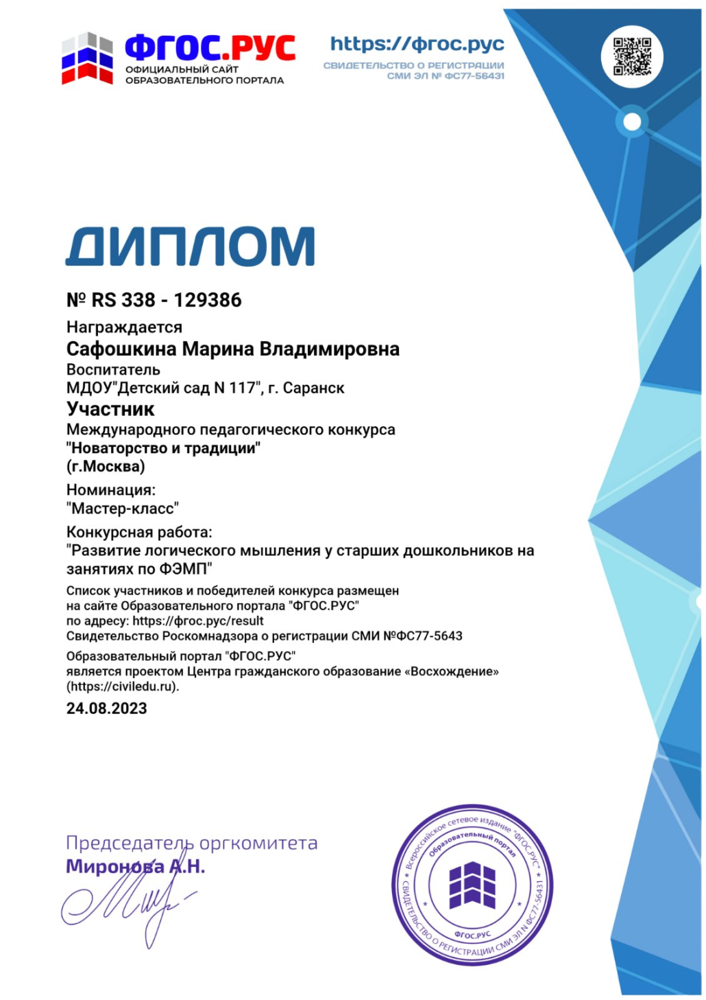 ФГОС.РУС
ОФИЦИАЛЬНЫЙ САЙТ
ОБРАЗОВАТЕЛЬНОГО ПОРТАЛА
https://фгос.рус
СВИДЕТЕЛЬСТВО О РЕГИСТРАЦИИ
СМИ ЭЛ № ФС77-56431
ДИПЛОМ
№ RS 338 - 129386
Награждается
Сафошкина Марина Владимировна
Воспитатель
МДОУ"Детский сад N 117", г. Саранск
Участник
Международного педагогического конкурса
"Новаторство и традиции"
(г.Москва)
Номинация:
"Мастер-класс"
Конкурсная работа:
"Развитие логического мышления у старших дошкольников на
занятиях по ФЭМП"
Список участников и победителей конкурса размещен
на сайте Образовательного портала "ФГОС.РУС"
по адресу: https://фгос.рус/result
Свидетельство Роскомнадзора о регистрации СМИ №ФС77-5643
Образовательный портал "ФГОС.РУС"
является проектом Центра гражданского образование «Восхождение»
(https://civiledu.ru).
24.08.2023
Председатель оргкомитета
Миронова А.Н.
Всероссийское сетевое издание "ФГОС.РУС"
СВИДЕТЕЛЬСТВО О РЕГИСТРАЦИИ СМИ ЭЛ N ФС77-56431
Образовательный портал
ФГОС.РУС